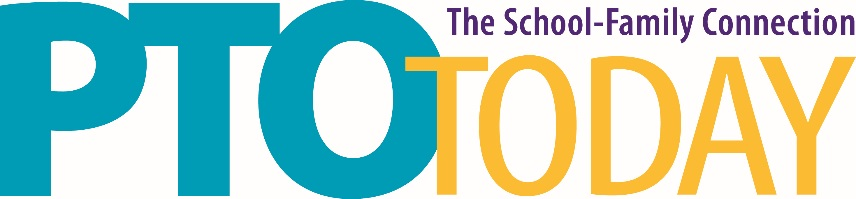 The School-Family Connection
PTO TODAY